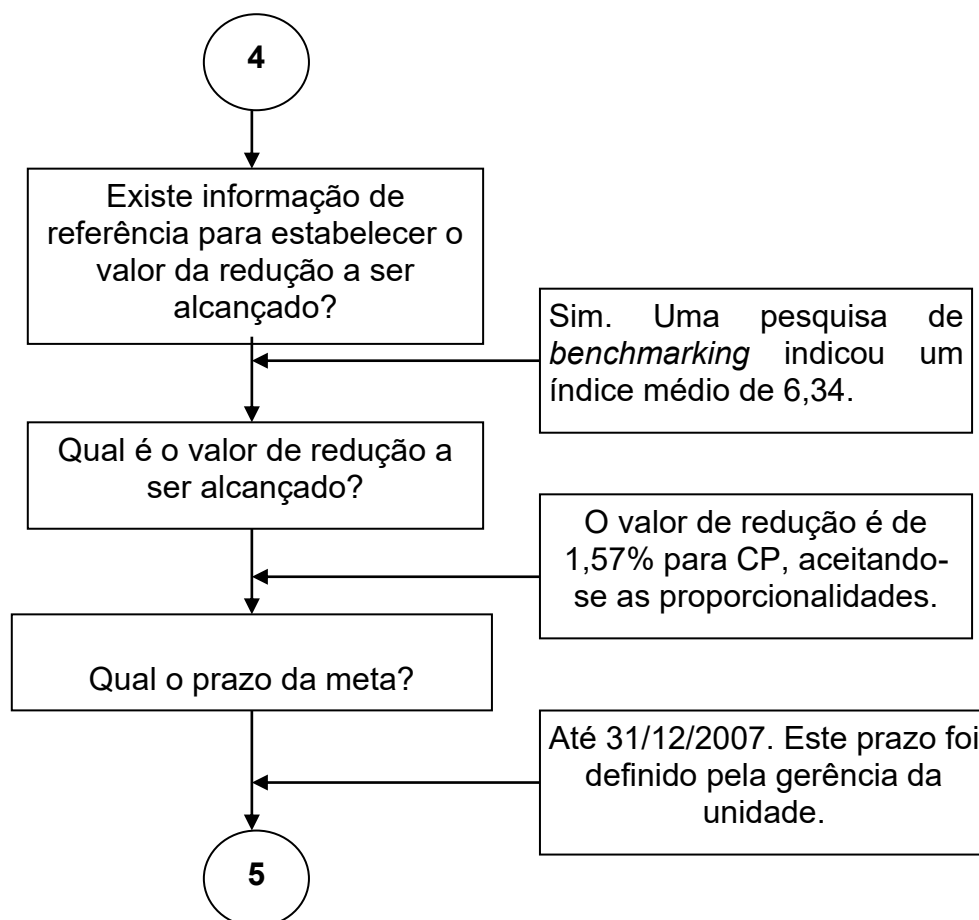 4
Existe informação de
referência para estabelecer o
valor da redução a ser
alcançado?
Sim. Uma pesquisa de
benchmarking indicou um
índice médio de 6,34.
Qual é o valor de redução a
ser alcançado?
O valor de redução é de
1,57% para CP, aceitando-
se as proporcionalidades.
Qual o prazo da meta?
Até 31/12/2007. Este prazo foi
definido pela gerência da
unidade.
5